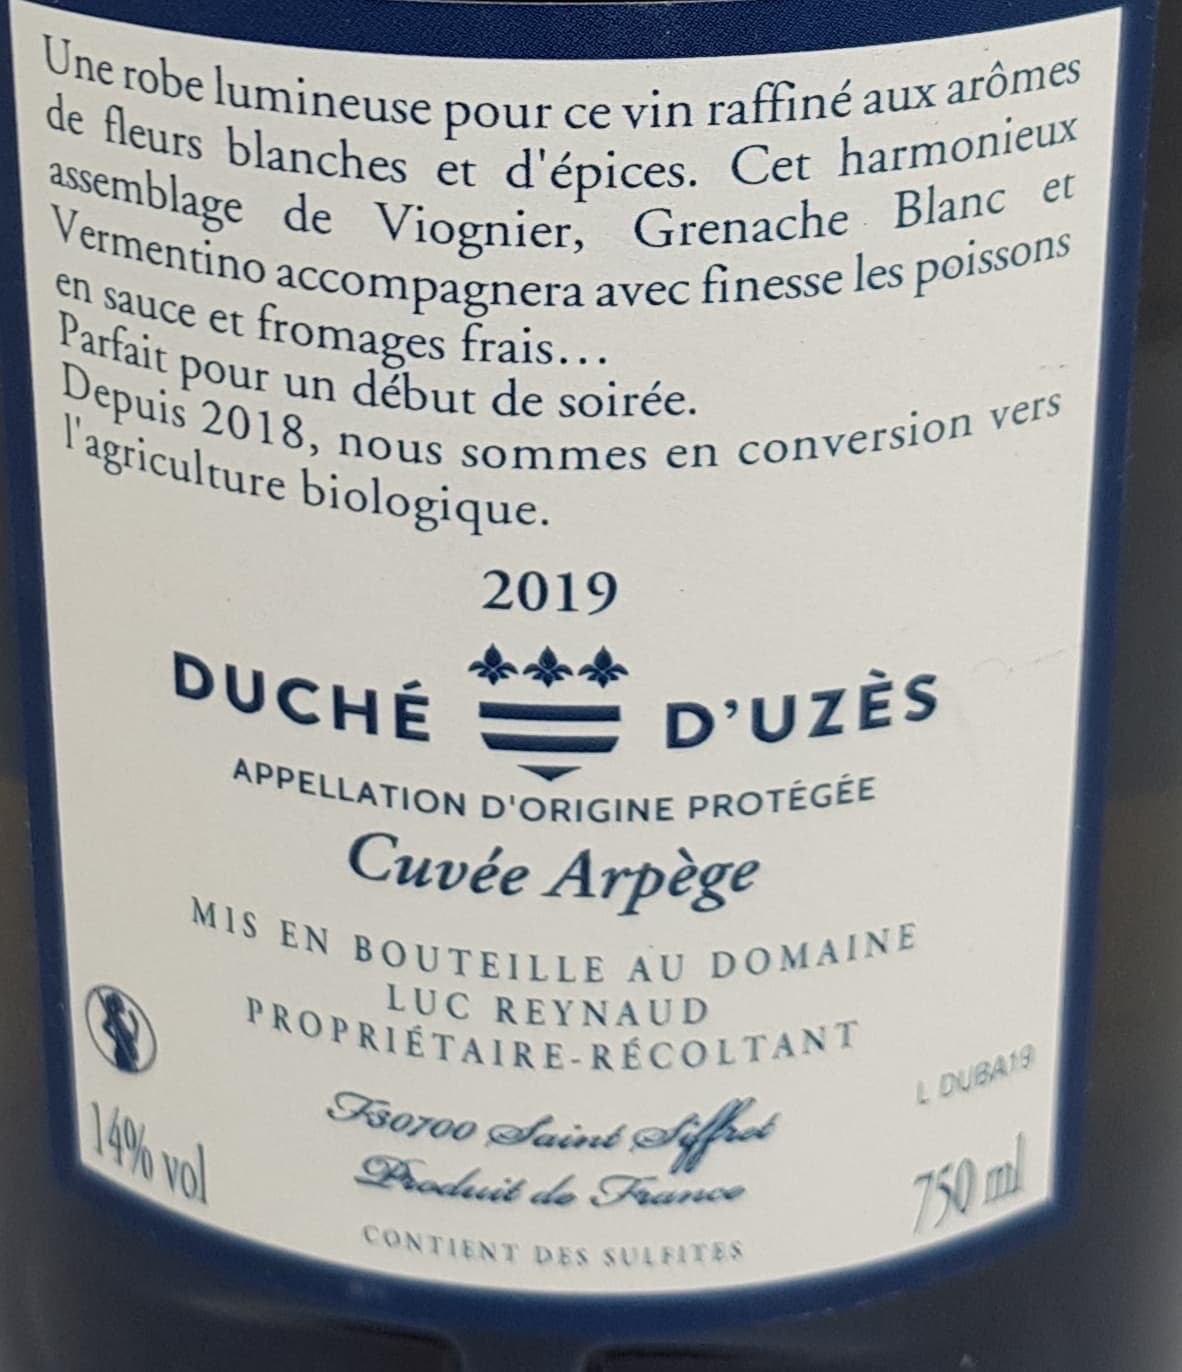 Une robe lumineuse pour ce vin raffiné aux arômes
de fleurs blanches et d'épices. Cet harmonieux
assemblage de Viognier, Grenache Blanc et
Vermentino accompagnera avec finesse les poissons
en sauce et fromages frais...
Parfait pour un début de soirée.
Depuis 2018, nous sommes en conversion vers
l'agriculture biologique.
2019
DUCHÉ D'UZÈS
APPELLATION D'ORIGINE PROTÉGÉE
Cuvée Arpège
MIS EN BOUTEILLE AU DOMAINE
LUC REYNAUD
PROPRIÉTAIRE-RÉCOLTANT
L DUBA19
F30700 Saint Siffret
14% vol
Produit de France
750 ml
CONTIENT DES SULFITES